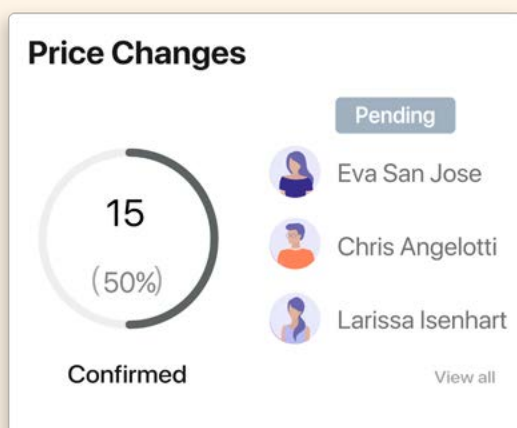 Price Changes
Pending
15
(50%)
Confirmed
Eva San Jose
Chris Angelotti
Larissa Isenhart
View all